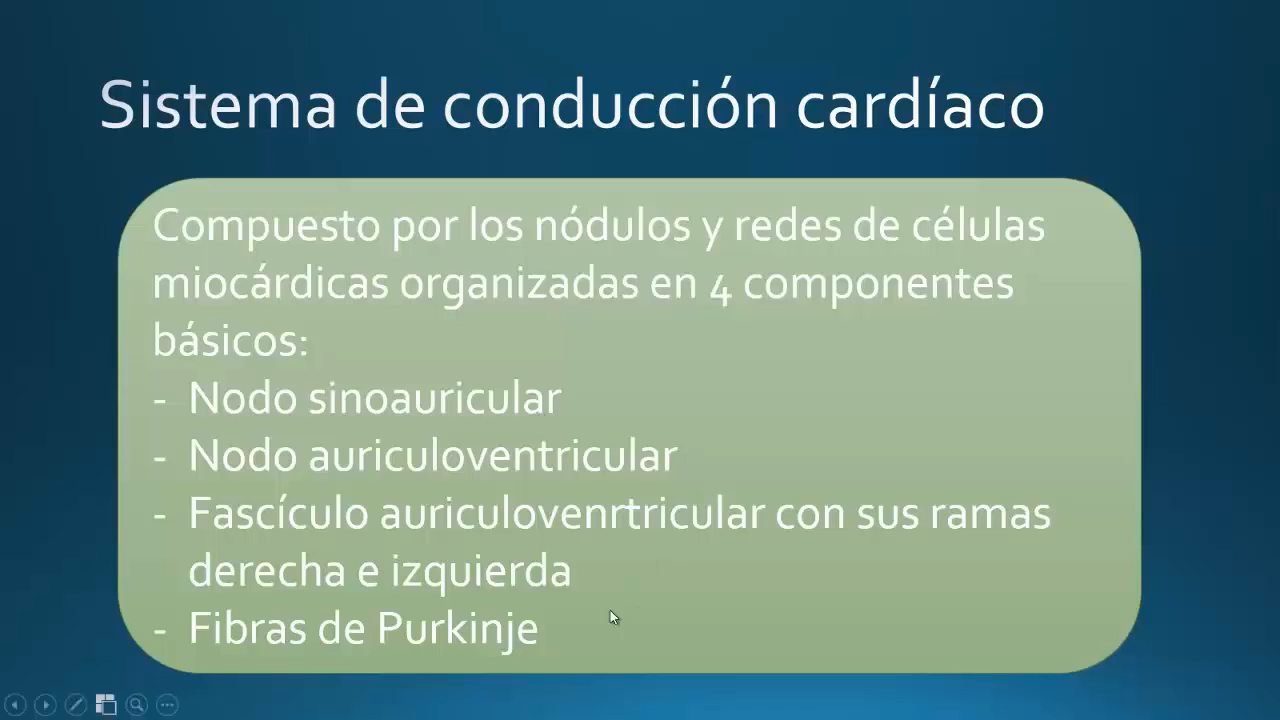 Sistema de conducción cardíaco
Compuesto por los nódulos y redes de células
miocárdicas organizadas en 4 componentes
básicos:
- Nodo sinoauricular
- Nodo auriculoventricular
- Fascículo auriculovenrtricular con sus ramas
derecha e izquierda
- Fibras de Purkinje